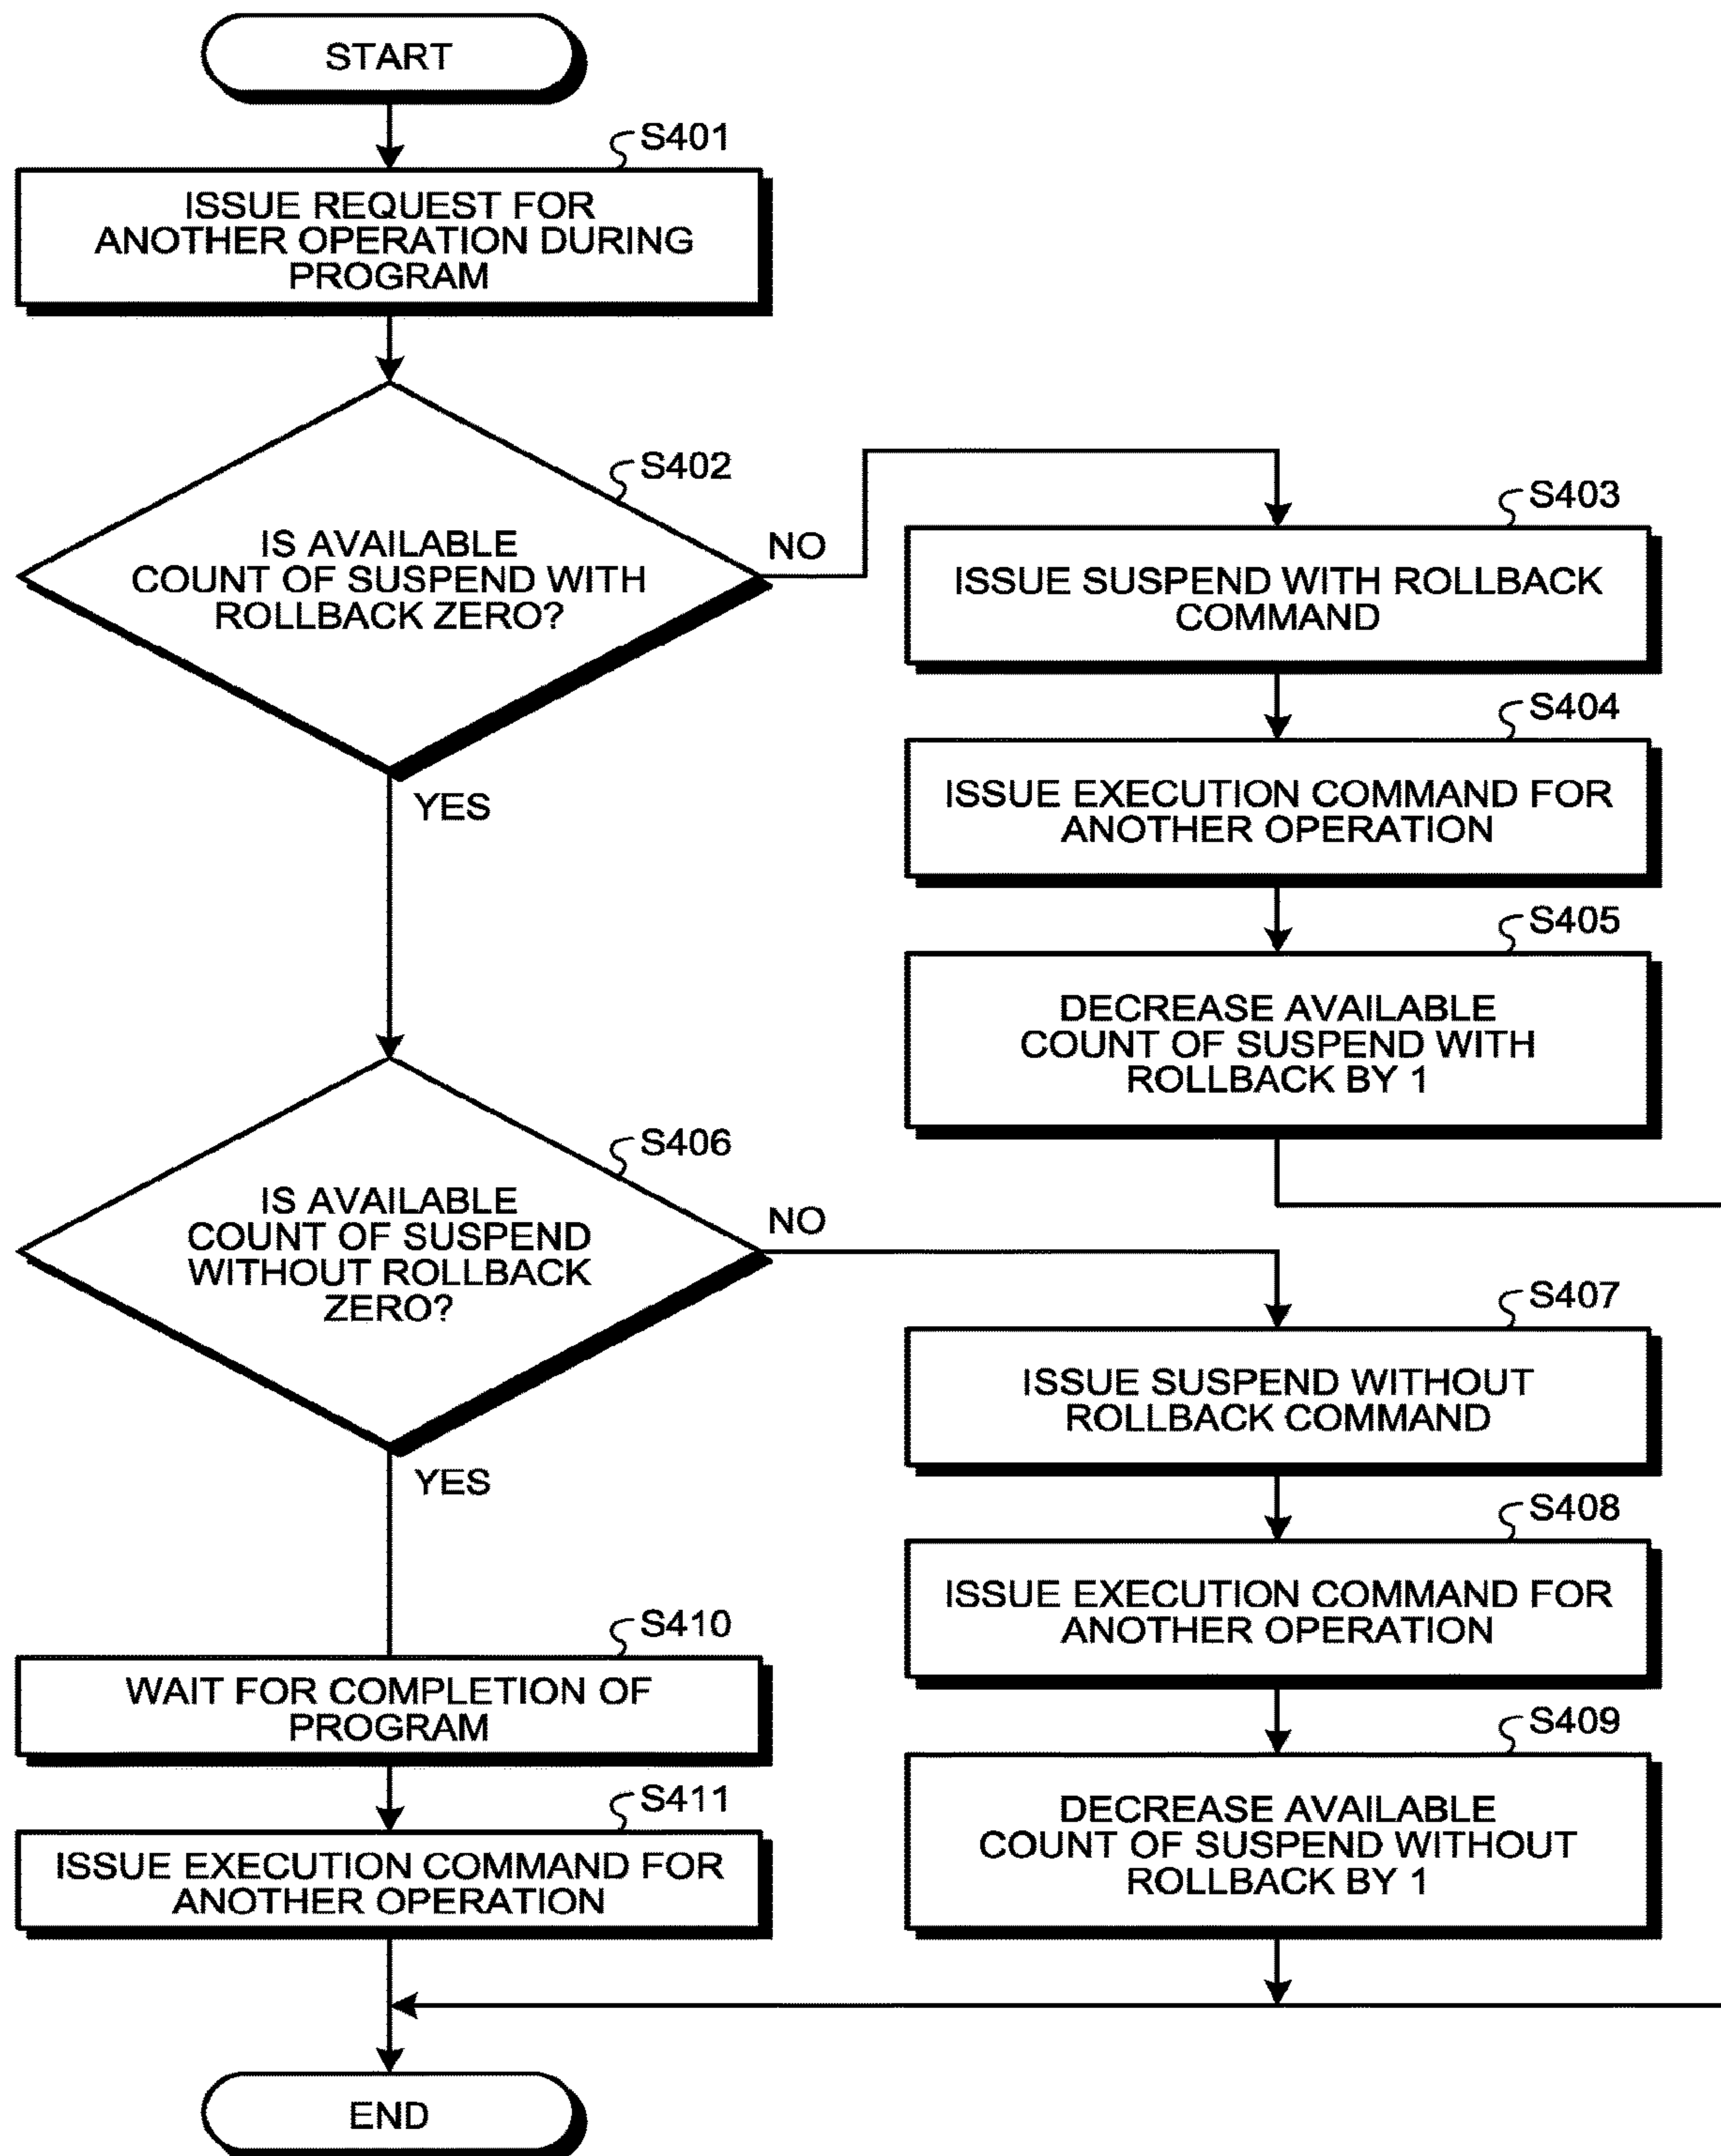 START
S401
ISSUE REQUEST FOR
ANOTHER OPERATION DURING
PROGRAM
S402
IS AVAILABLE
COUNT OF SUSPEND WITH
ROLLBACK ZERO?
NO
YES
S403
ISSUE SUSPEND WITH ROLLBACK
COMMAND
S404
ISSUE EXECUTION COMMAND FOR
ANOTHER OPERATION
S405
DECREASE AVAILABLE
COUNT OF SUSPEND WITH
ROLLBACK BY 1
S406
IS AVAILABLE
COUNT OF SUSPEND
WITHOUT ROLLBACK
ZERO?
NO
YES
S407
ISSUE SUSPEND WITHOUT
ROLLBACK COMMAND
S408
ISSUE EXECUTION COMMAND FOR
ANOTHER OPERATION
S409
DECREASE AVAILABLE
COUNT OF SUSPEND WITHOUT
ROLLBACK BY 1
S410
WAIT FOR COMPLETION OF
PROGRAM
S411
ISSUE EXECUTION COMMAND FOR
ANOTHER OPERATION
END